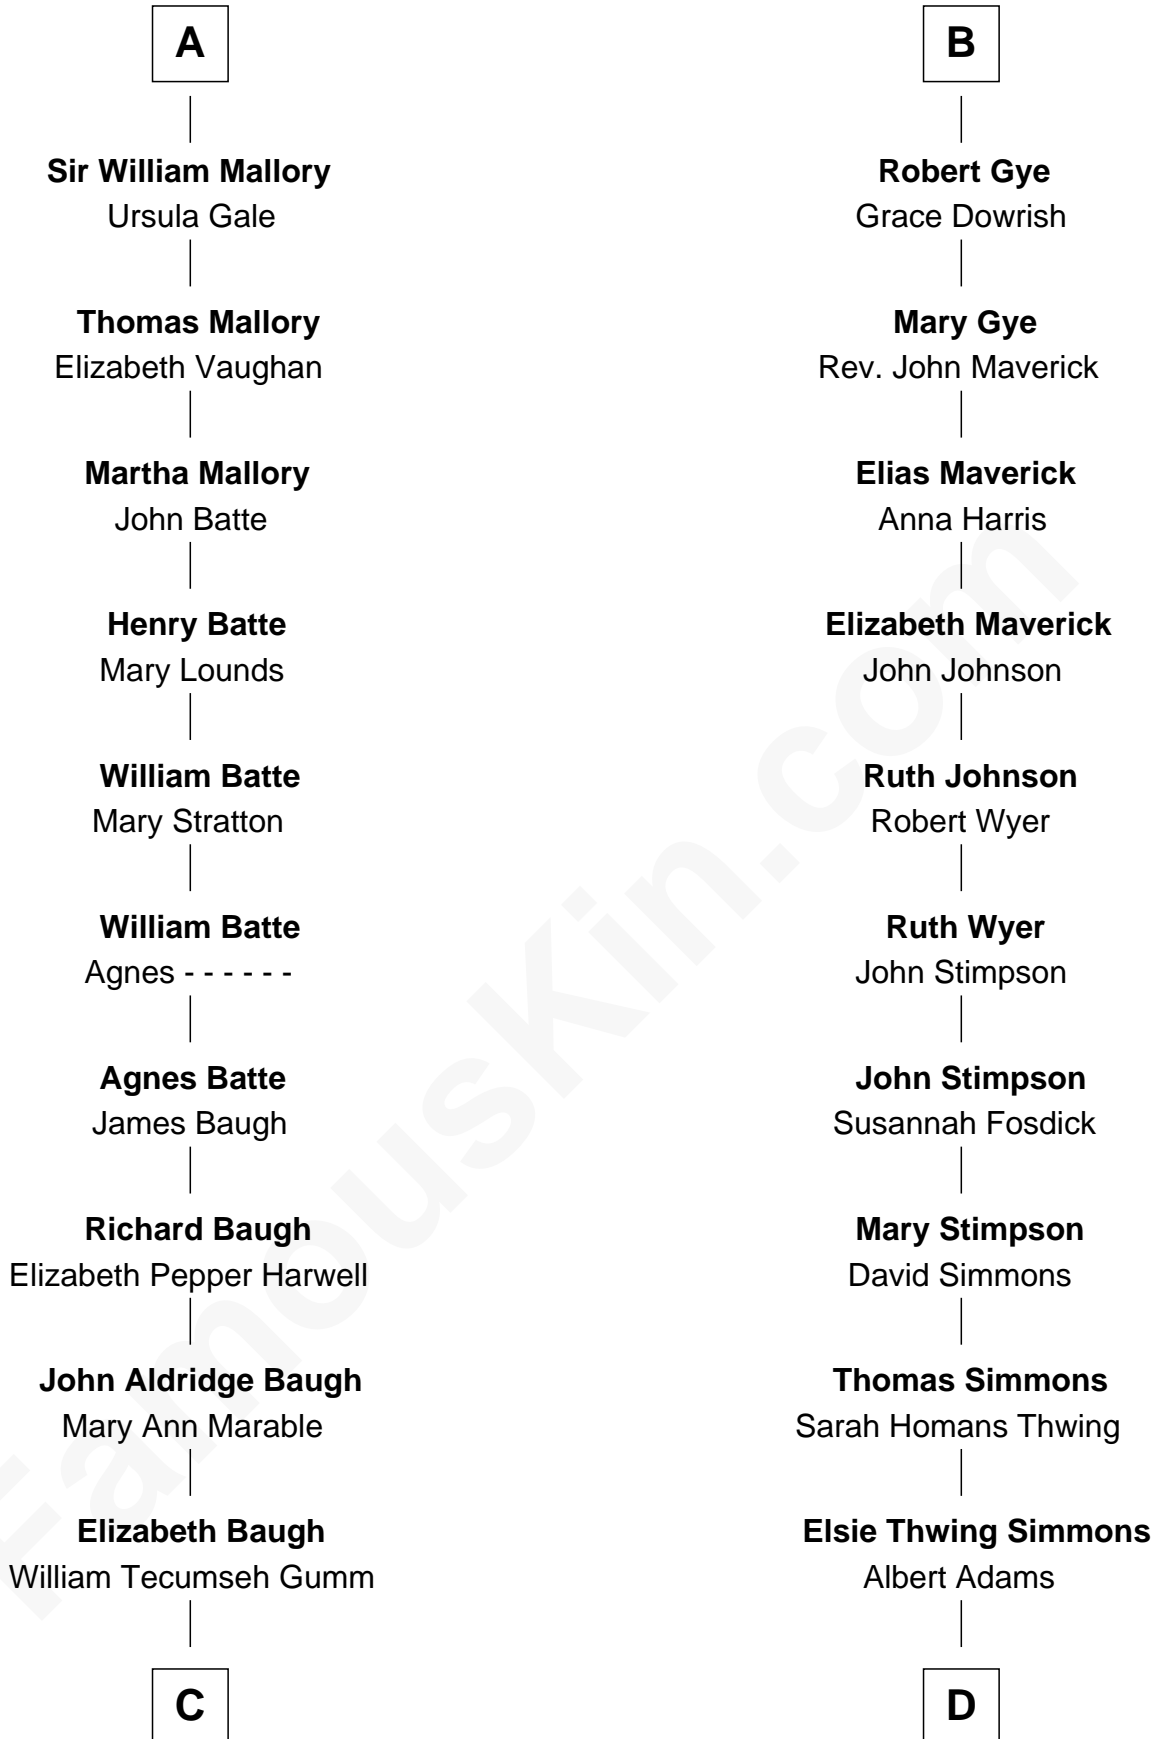 A
Sir William Mallory
Ursula Gale
Thomas Mallory
Elizabeth Vaughan
Martha Mallory
John Batte
Henry Batte
Mary Lounds
William Batte
Mary Stratton
William Batte
Agnes - - - - - -
Agnes Batte
James Baugh
Richard Baugh
Elizabeth Pepper Harwell
John Aldridge Baugh
Mary Ann Marable
Elizabeth Baugh
William Tecumseh Gumm
C
B
Robert Gye
Grace Dowrish
Mary Gye
Rev. John Maverick
Elias Maverick
Anna Harris
Elizabeth Maverick
John Johnson
Ruth Johnson
Robert Wyer
Ruth Wyer
John Stimpson
John Stimpson
Susannah Fosdick
Mary Stimpson
David Simmons
Thomas Simmons
Sarah Homans Thwing
Elsie Thwing Simmons
Albert Adams
D
FamousKin.com